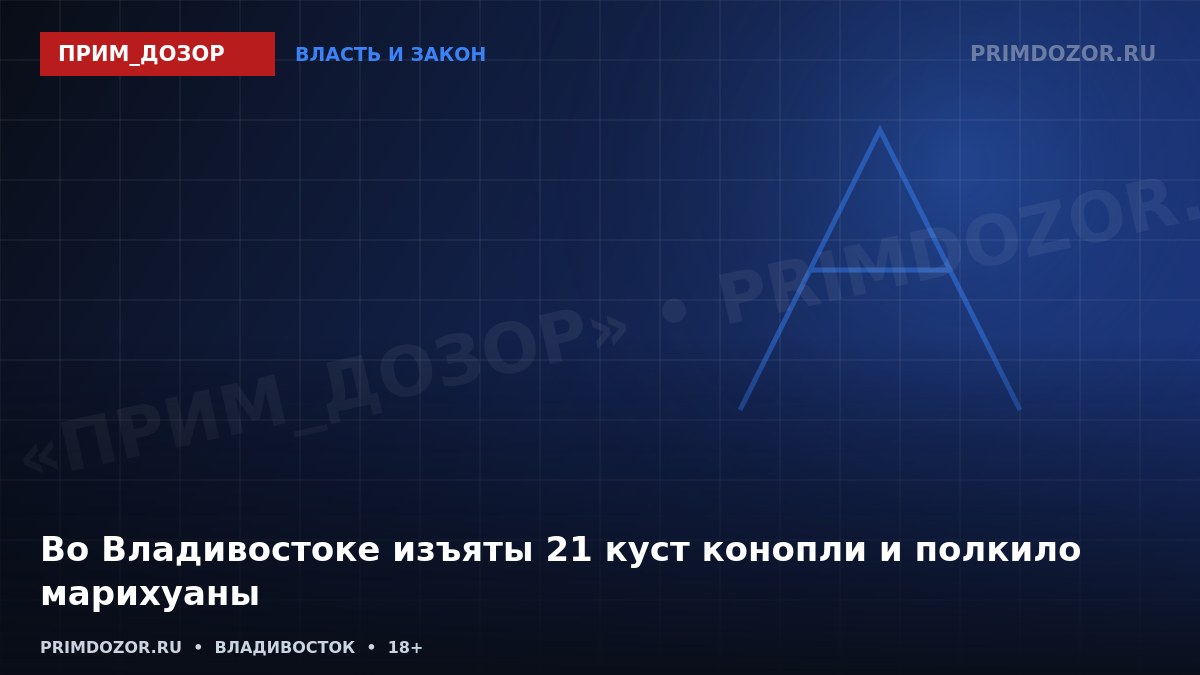 ПРИМ_ДОЗОР
ВЛАСТЬ И ЗАКОН
PRIMDOZOR.RU
«ПРИМ_ДОЗОР» • PRIMDOZOR.
Во Владивостоке изъяты 21 куст конопли и полкило
марихуаны
PRIMDOZOR.RU • ВЛАДИВОСТОК • 18+